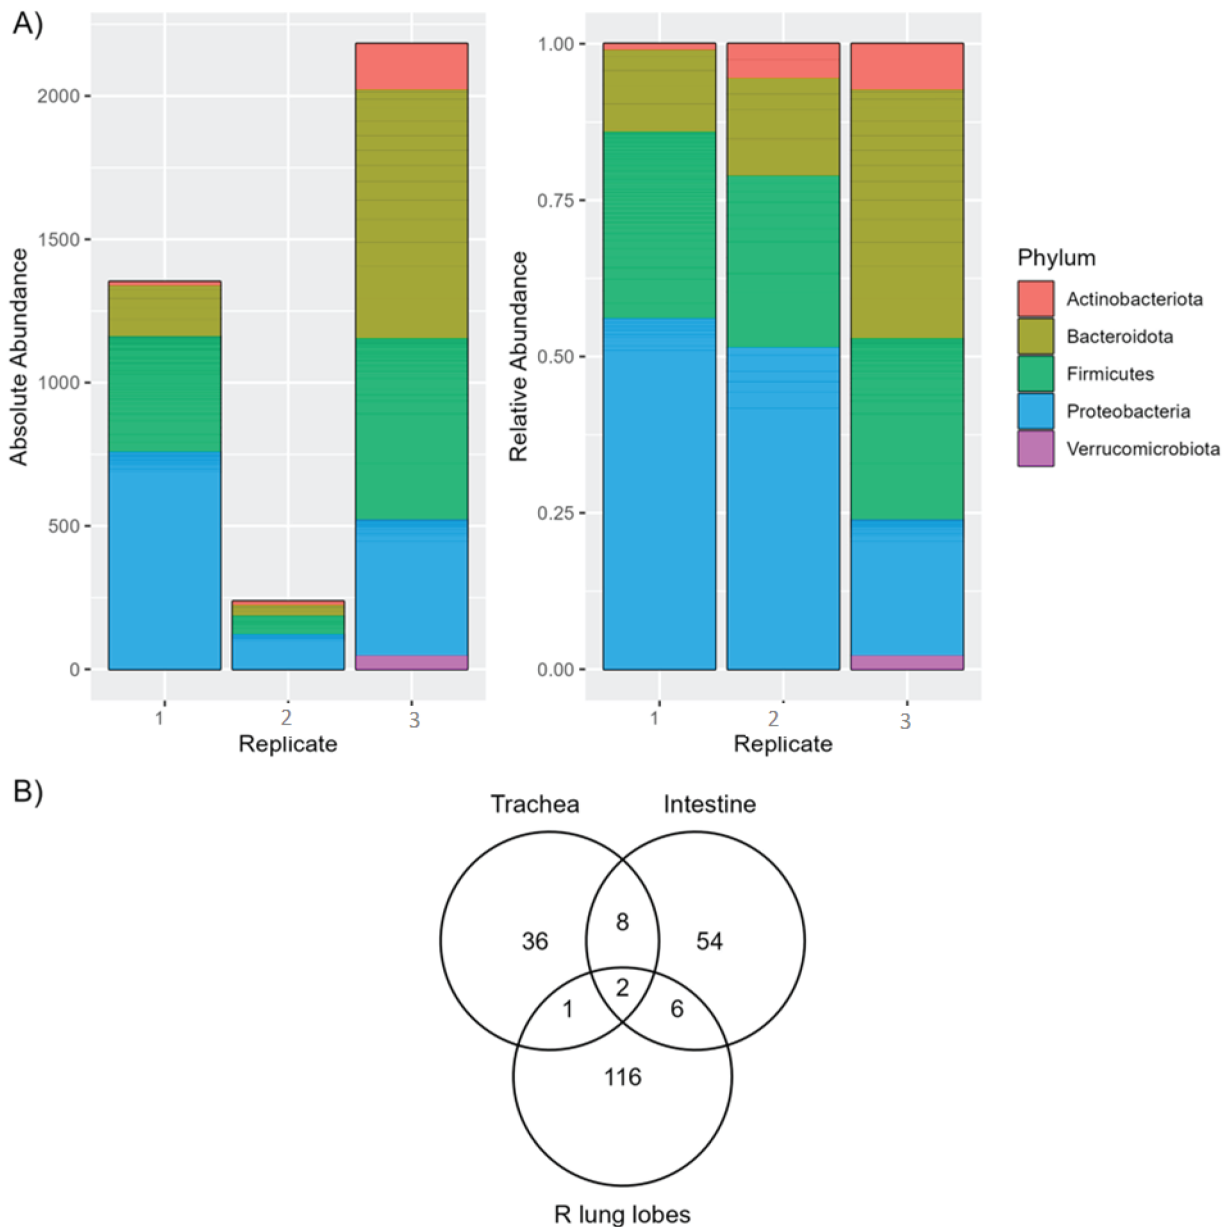 A)
Absolute Abundance
2000
1500
1000
500
0
1
2
3
Replicate
Relative Abundance
1.00
0.75
0.50
0.25
0.00
1
2
3
Replicate
Phylum
Actinobacteriota
Bacteroidota
Firmicutes
Proteobacteria
Verrucomicrobiota
B)
Trachea
Intestine
36
8
54
2
1
6
116
R lung lobes